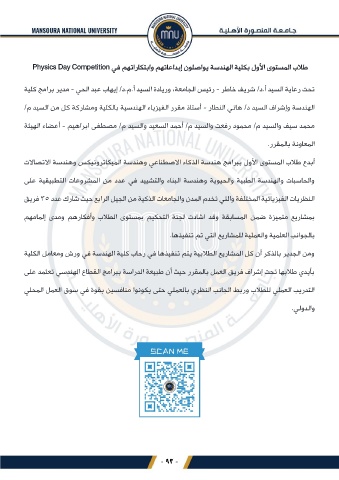 MANSOURA NATIONAL UNIVERSITY
جامعة المنصورة الأهلية
طلاب المستوى الأول بكلية الهندسة يواصلون إبداعاتهم وابتكاراتهم في Physics Day Competition
تحت رعاية السيد أ.د/ شريف خاطر - رئيس الجامعة، وريادة السيد أ.م.د/ إيهاب عبد الحي - مدير برامج كلية
الهندسة وإشراف السيد د/ هاني النطار - أستاذ مقرر الفيزياء الهندسية بالكلية ومشاركة كل من السيد م/
محمد سيف والسيد م/ محمود رفعت والسيد م/ أحمد السعيد والسيد م/ مصطفى ابراهيم - أعضاء الهيئة
المعاونة بالمقرر.
أبدع طلاب المستوى الأول ببرامج هندسة الذكاء الاصطناعي وهندسة الميكاترونيكس وهندسة الاتصالات
والحاسبات والهندسة الطبية والحيوية وهندسة البناء والتشييد في عدد من المشروعات التطبيقية على
النظريات الفيزيائية المختلفة والتي تخدم المدن والجامعات الذكية من الجيل الرابع حيث شارك عدد ٣٥ فريق
بمشاريع متميزة ضمن المسابقة وقد اشادت لجنة التحكيم بمستوى الطلاب وأفكارهم ومدى إلمامهم
بالجوانب العلمية والعملية للمشاريع التي تم تنفيذها.
ومن الجدير بالذكر أن كل المشاريع الطلابية يتم تنفيذها في رحاب كلية الهندسة في ورش ومعامل الكلية
بأيدي طلابها تحت إشراف فريق العمل بالمقرر حيث أن طبيعة الدراسة ببرامج القطاع الهندسي تعتمد على
التدريب العملي للطلاب وربط الجانب النظري بالعملي حتى يكونوا منافسين بقوة في سوق العمل المحلي
والدولي.
SCAN ME
- ٩٣ -